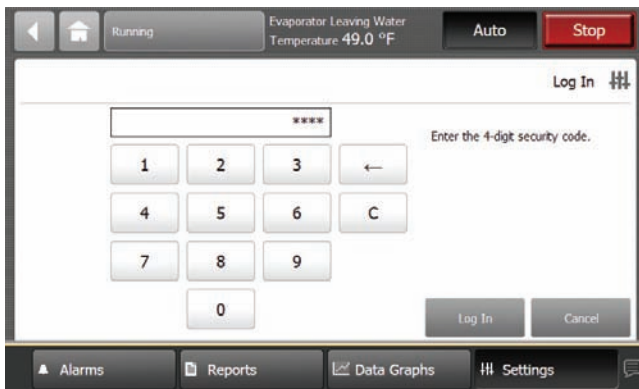 Running
Evaporator Leaving Water
Temperature 49.0 °F
Auto
Stop
Log In
****
Enter the 4-digit security code.
1 2 3 ←
4 5 6 C
7 8 9
0
Log In
Cancel
Alarms
Reports
Data Graphs
Settings